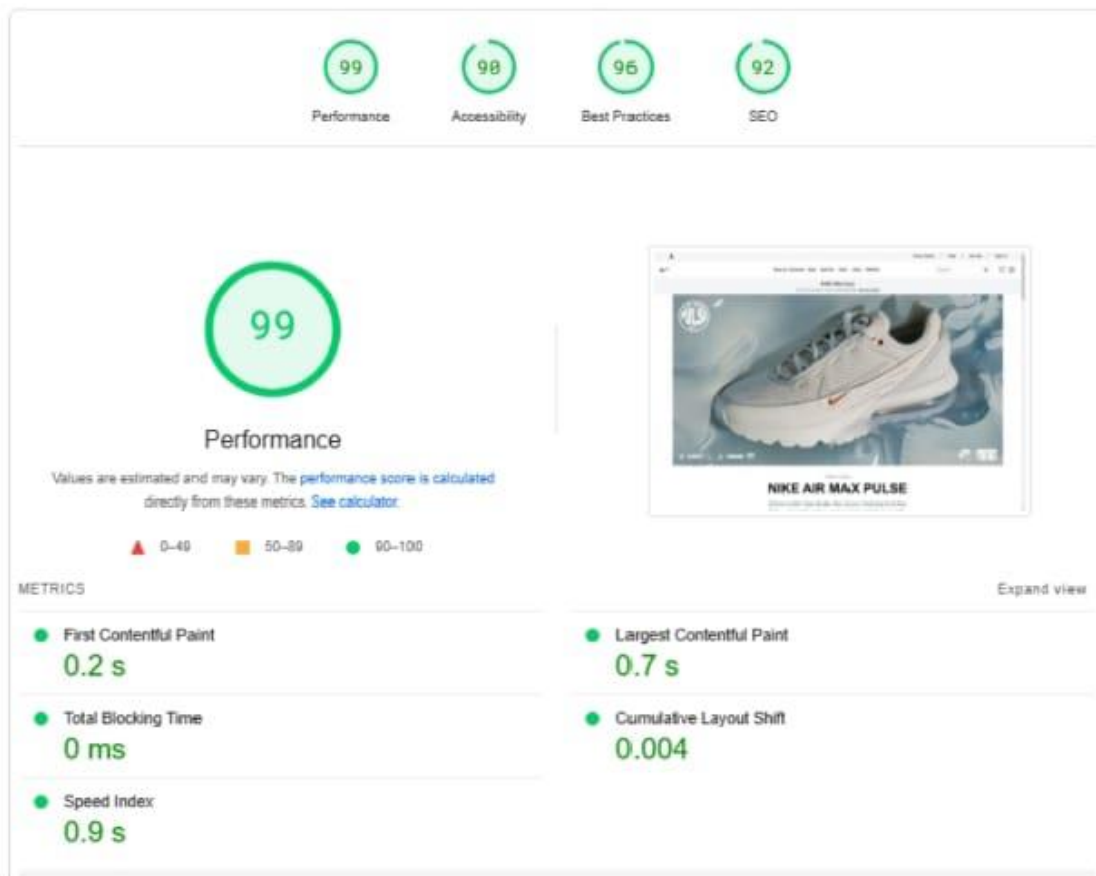 99
90
96
92
Performance
Accessibility
Best Practices
SEO
99
Performance
Values are estimated and may vary. The performance score is calculated
directly from these metrics. See calculator.
0–49
50–89
90–100
NIKE AIR MAX PULSE
METRICS
Expand view
First Contentful Paint
0.2 s
Largest Contentful Paint
0.7 s
Total Blocking Time
0 ms
Cumulative Layout Shift
0.004
Speed Index
0.9 s